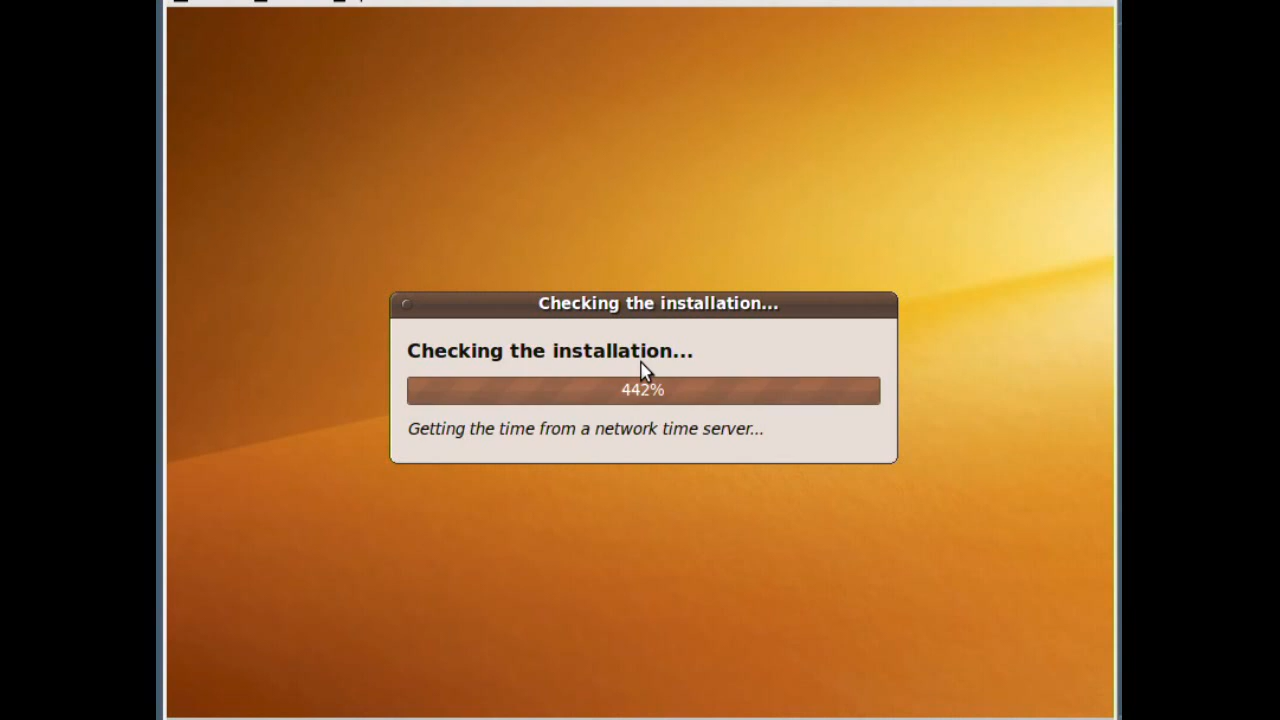 Checking the installation...
Checking the installation...
442%
Getting the time from a network time server...